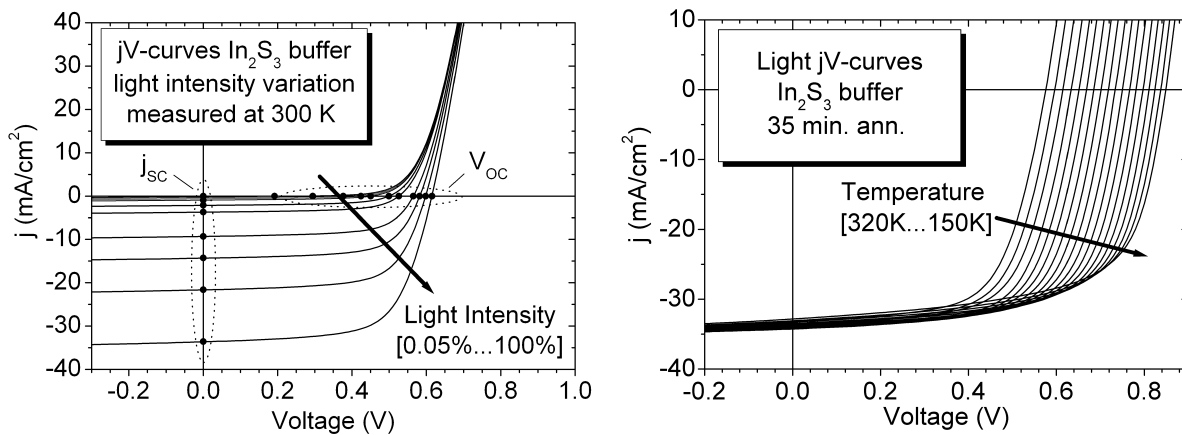 jV-curves In2S3 buffer
light intensity variation
measured at 300 K
jSC
VOC
Light Intensity
[0.05%...100%]
40
30
20
10
0
-10
-20
-30
-40
j (mA/cm2)
-0.2 0.0 0.2 0.4 0.6 0.8 1.0
Voltage (V)
Light jV-curves
In2S3 buffer
35 min. ann.
Temperature
[320K...150K]
10
0
-10
-20
-30
-40
j (mA/cm2)
-0.2 0.0 0.2 0.4 0.6 0.8
Voltage (V)